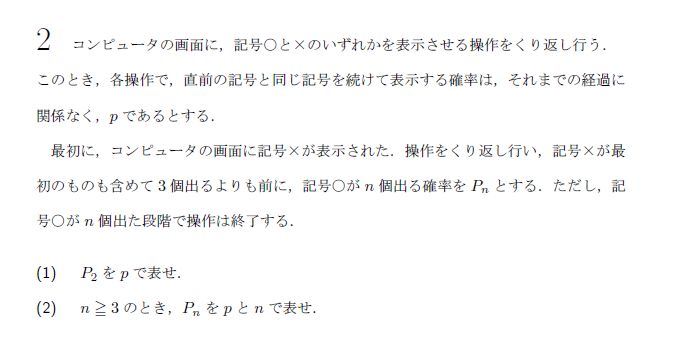 2 コンピュータの画面に，記号○と×のいずれかを表示させる操作をくり返し行う．
このとき，各操作で，直前の記号と同じ記号を続けて表示する確率は，それまでの経過に
関係なく，p であるとする．
最初に，コンピュータの画面に記号×が表示された．操作をくり返し行い，記号×が最
初のものも含めて 3 個出るよりも前に，記号○が n 個出る確率を Pₙ とする．ただし，記
号○が n 個出た段階で操作は終了する．
(1) P₂ を p で表せ．
(2) n ≧ 3 のとき，Pₙ を p と n で表せ．